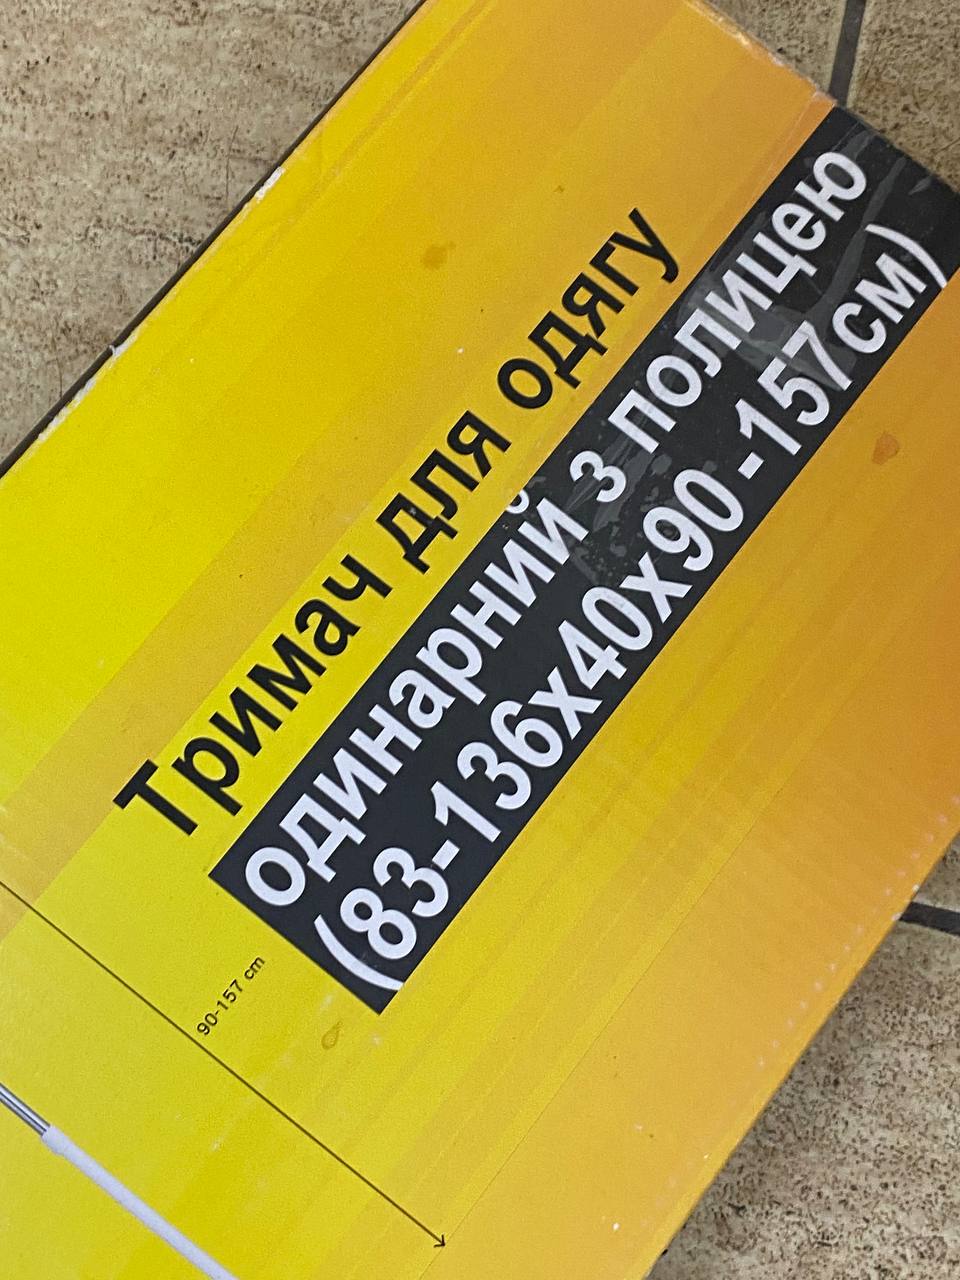 Тримач для одягу
одинарний з полицею
(83-136x40x90 -157см)
90-157 cm